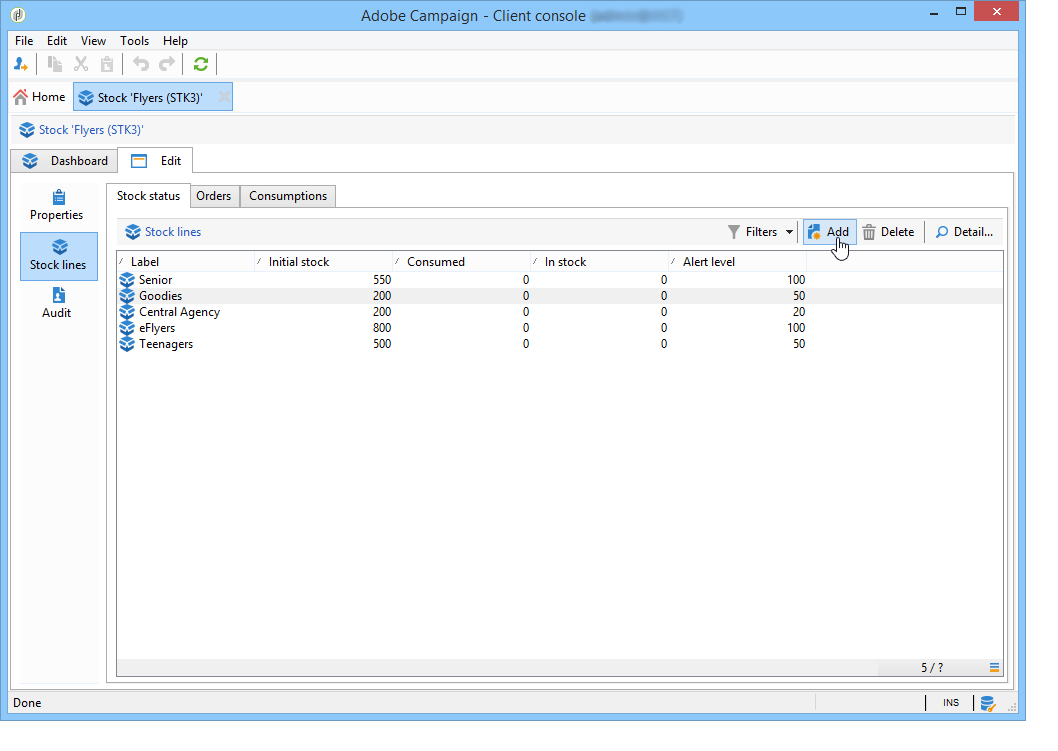 Adobe Campaign - Client console
File Edit View Tools Help
Home Stock 'Flyers (STK3)'
Stock 'Flyers (STK3)'
Dashboard Edit
Properties
Stock lines
Audit
Stock status Orders Consumptions
Stock lines Filters Add Delete Detail...
Label Initial stock Consumed In stock Alert level
Senior 550 0 0 100
Goodies 200 0 0 50
Central Agency 200 0 0 20
eFlyers 800 0 0 100
Teenagers 500 0 0 50
5 / ?
Done INS